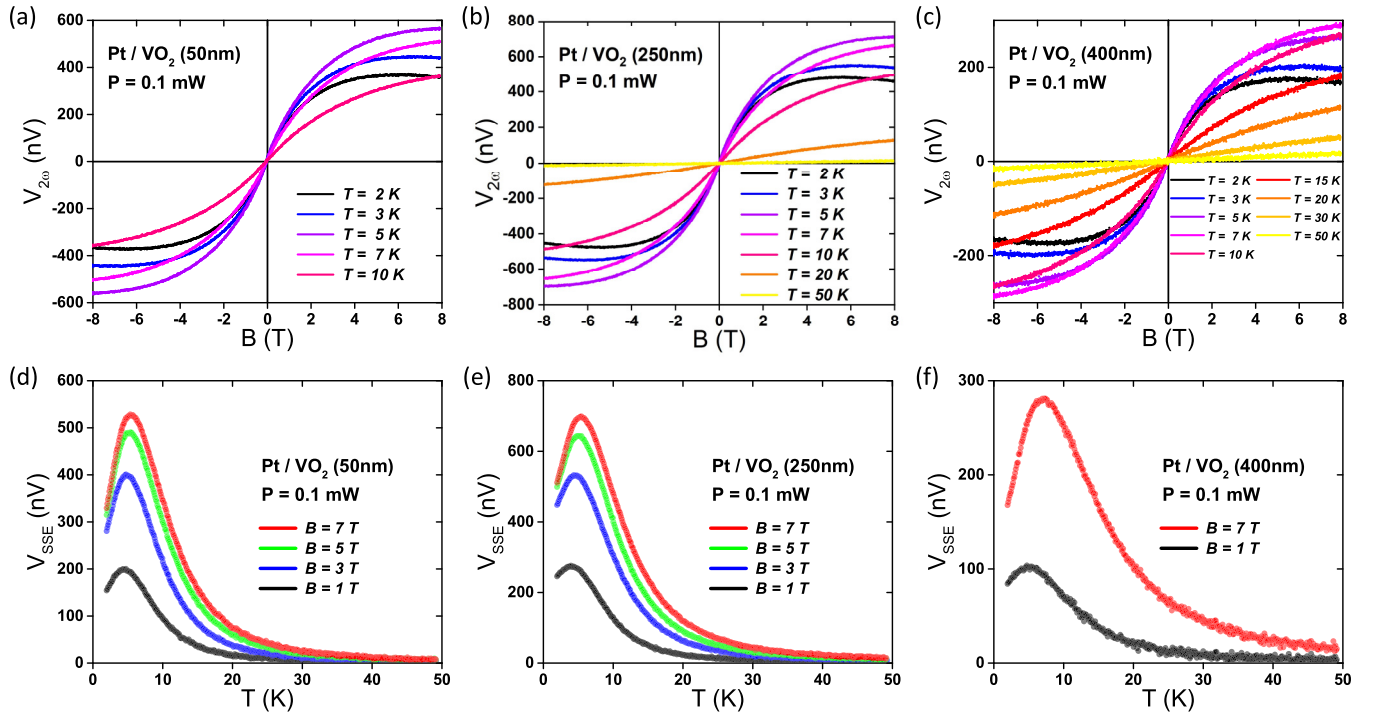 (a)
Pt / VO₂ (50nm)
P = 0.1 mW
V₂ω (nV)
600
400
200
0
-200
-400
-600
T = 2 K
T = 3 K
T = 5 K
T = 7 K
T = 10 K
-8 -6 -4 -2 0 2 4 6 8
B (T)
(b)
Pt / VO₂ (250nm)
P = 0.1 mW
V₂ω (nV)
800
600
400
200
0
-200
-400
-600
-800
T = 2 K
T = 3 K
T = 5 K
T = 7 K
T = 10 K
T = 20 K
T = 50 K
-8 -6 -4 -2 0 2 4 6 8
B (T)
(c)
Pt / VO₂ (400nm)
P = 0.1 mW
V₂ω (nV)
200
0
-200
T = 2 K T = 15 K
T = 3 K T = 20 K
T = 5 K T = 30 K
T = 7 K T = 50 K
T = 10 K
-8 -6 -4 -2 0 2 4 6 8
B (T)
(d)
Pt / VO₂ (50nm)
P = 0.1 mW
V_SSE (nV)
600
500
400
300
200
100
0
B = 7 T
B = 5 T
B = 3 T
B = 1 T
0 10 20 30 40 50
T (K)
(e)
Pt / VO₂ (250nm)
P = 0.1 mW
V_SSE (nV)
800
600
400
200
0
B = 7 T
B = 5 T
B = 3 T
B = 1 T
0 10 20 30 40 50
T (K)
(f)
Pt / VO₂ (400nm)
P = 0.1 mW
V_SSE (nV)
300
200
100
0
B = 7 T
B = 1 T
0 10 20 30 40 50
T (K)